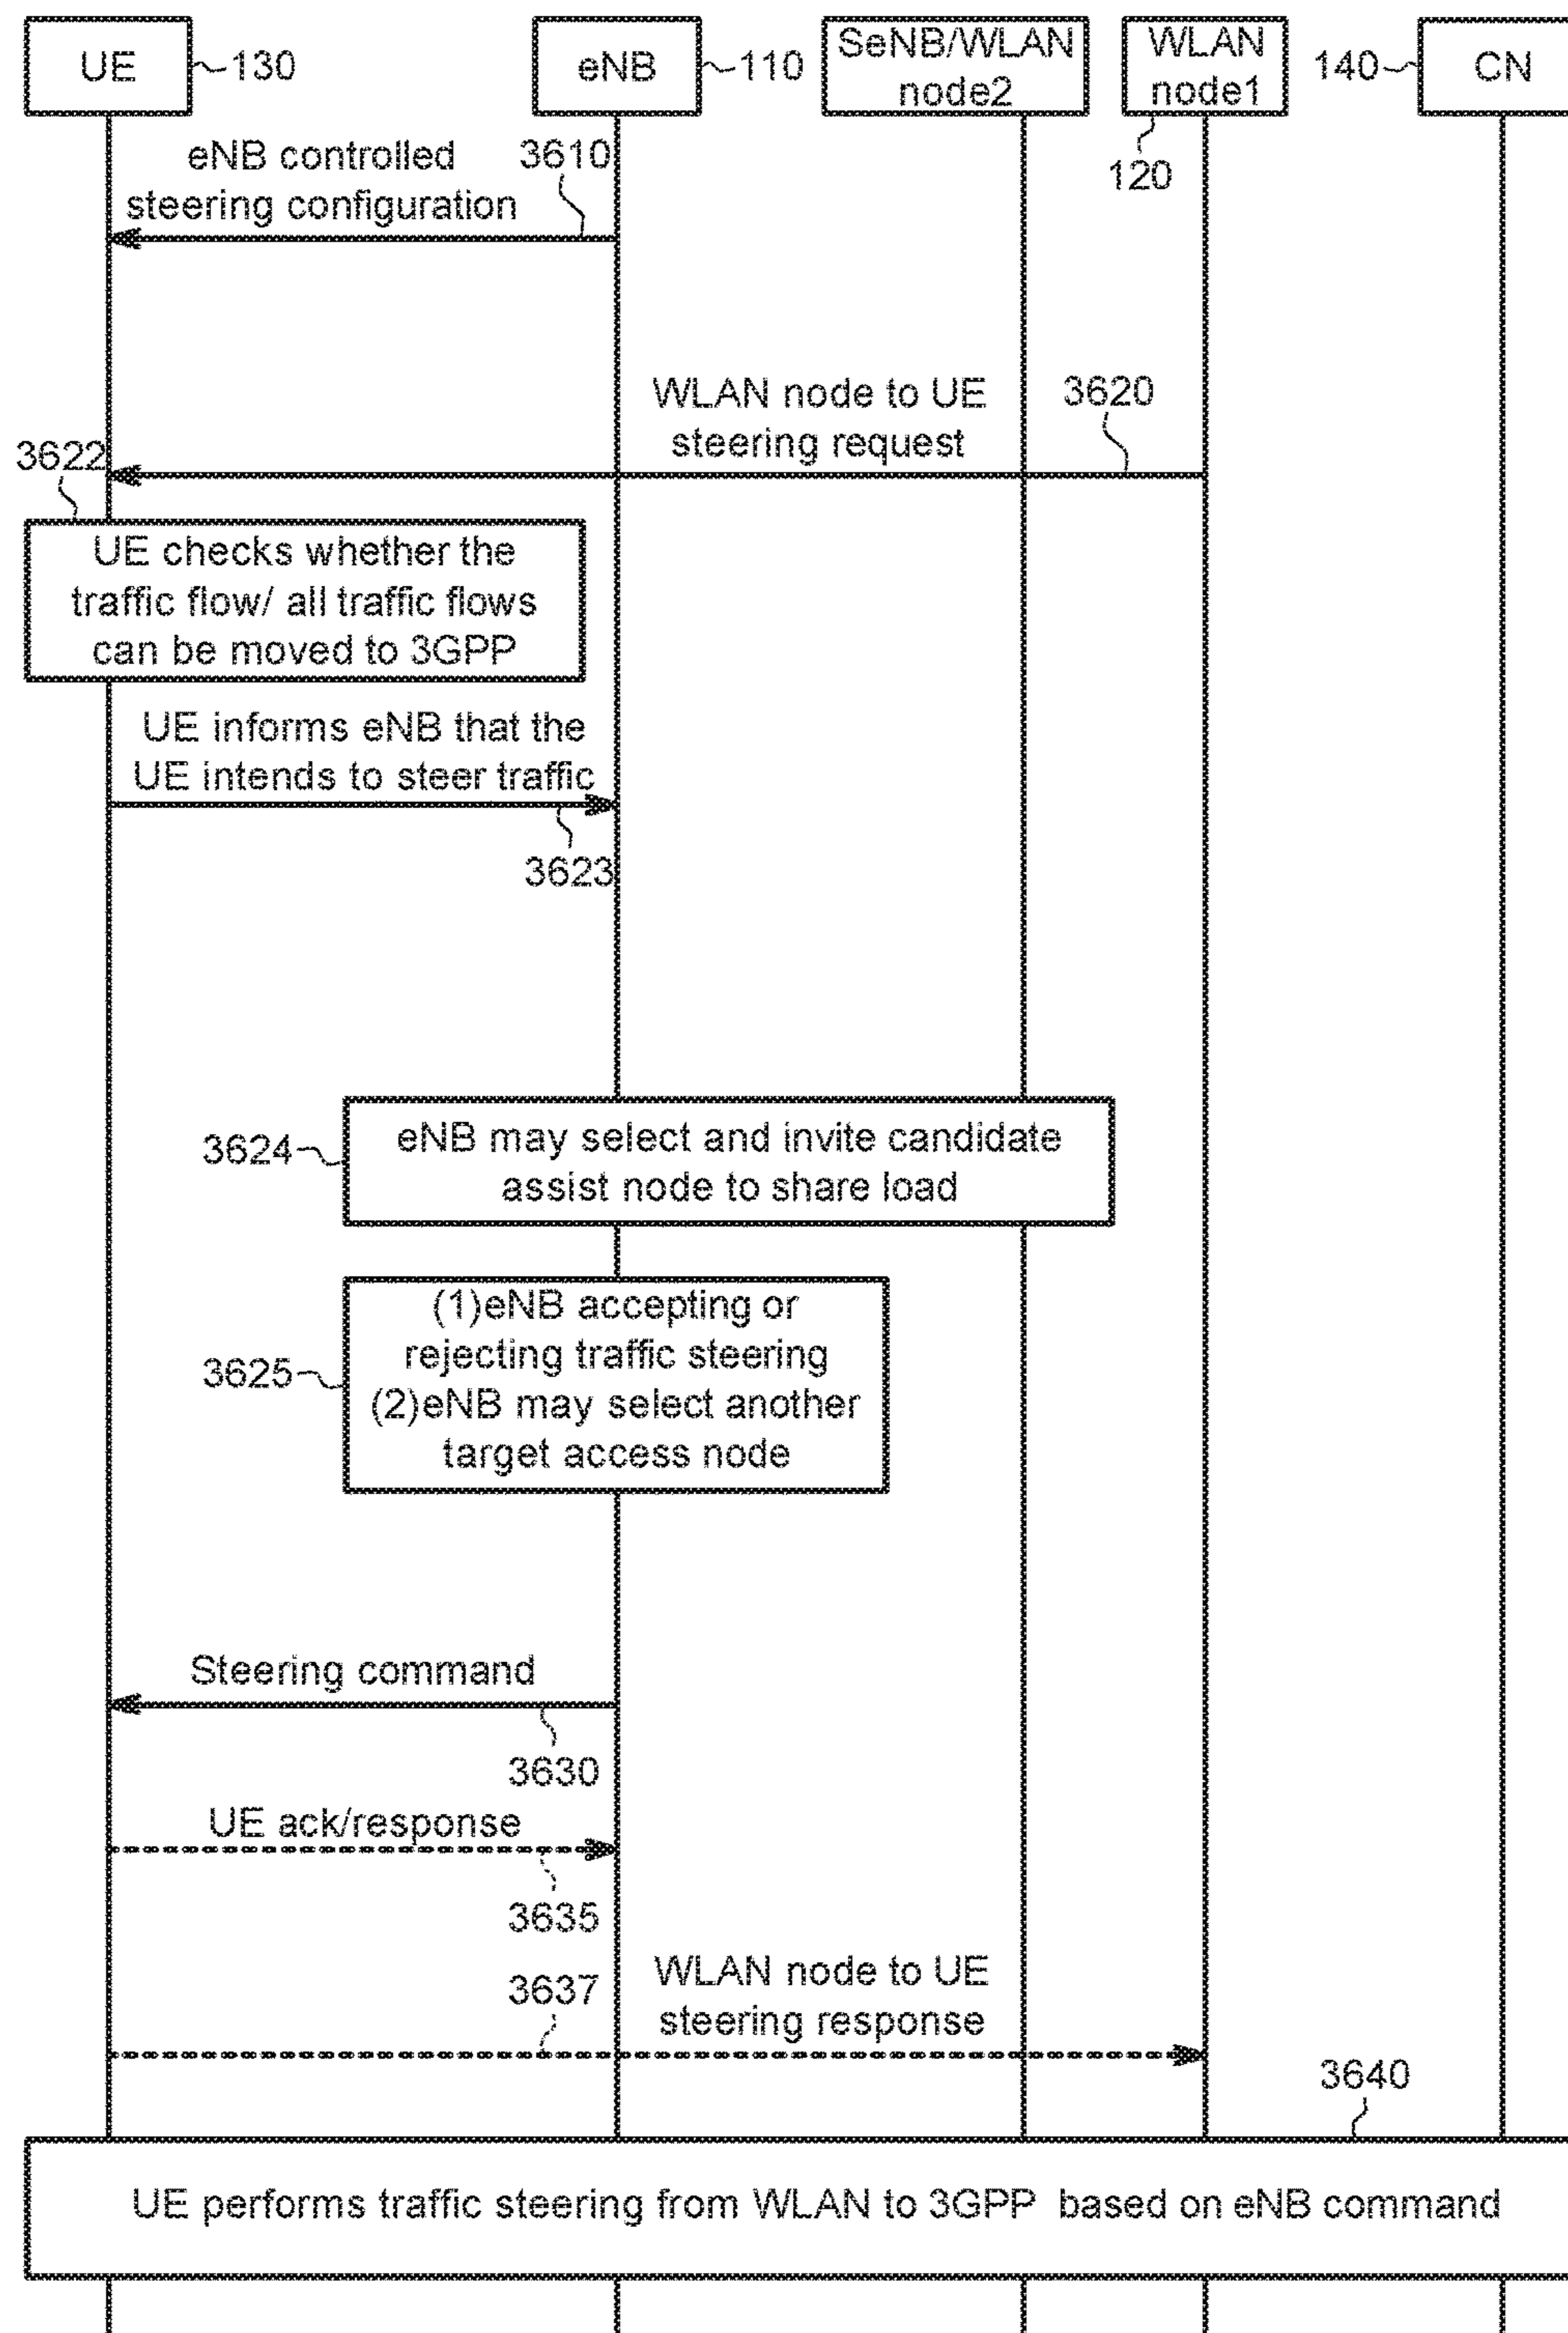 UE
130
eNB
110
SeNB/WLAN
node2
WLAN
node1
120
140
CN
eNB controlled
steering configuration
3610
WLAN node to UE
steering request
3620
3622
UE checks whether the
traffic flow/ all traffic flows
can be moved to 3GPP
UE informs eNB that the
UE intends to steer traffic
3623
3624
eNB may select and invite candidate
assist node to share load
3625
(1)eNB accepting or
rejecting traffic steering
(2)eNB may select another
target access node
Steering command
3630
UE ack/response
3635
3637
WLAN node to UE
steering response
3640
UE performs traffic steering from WLAN to 3GPP based on eNB command